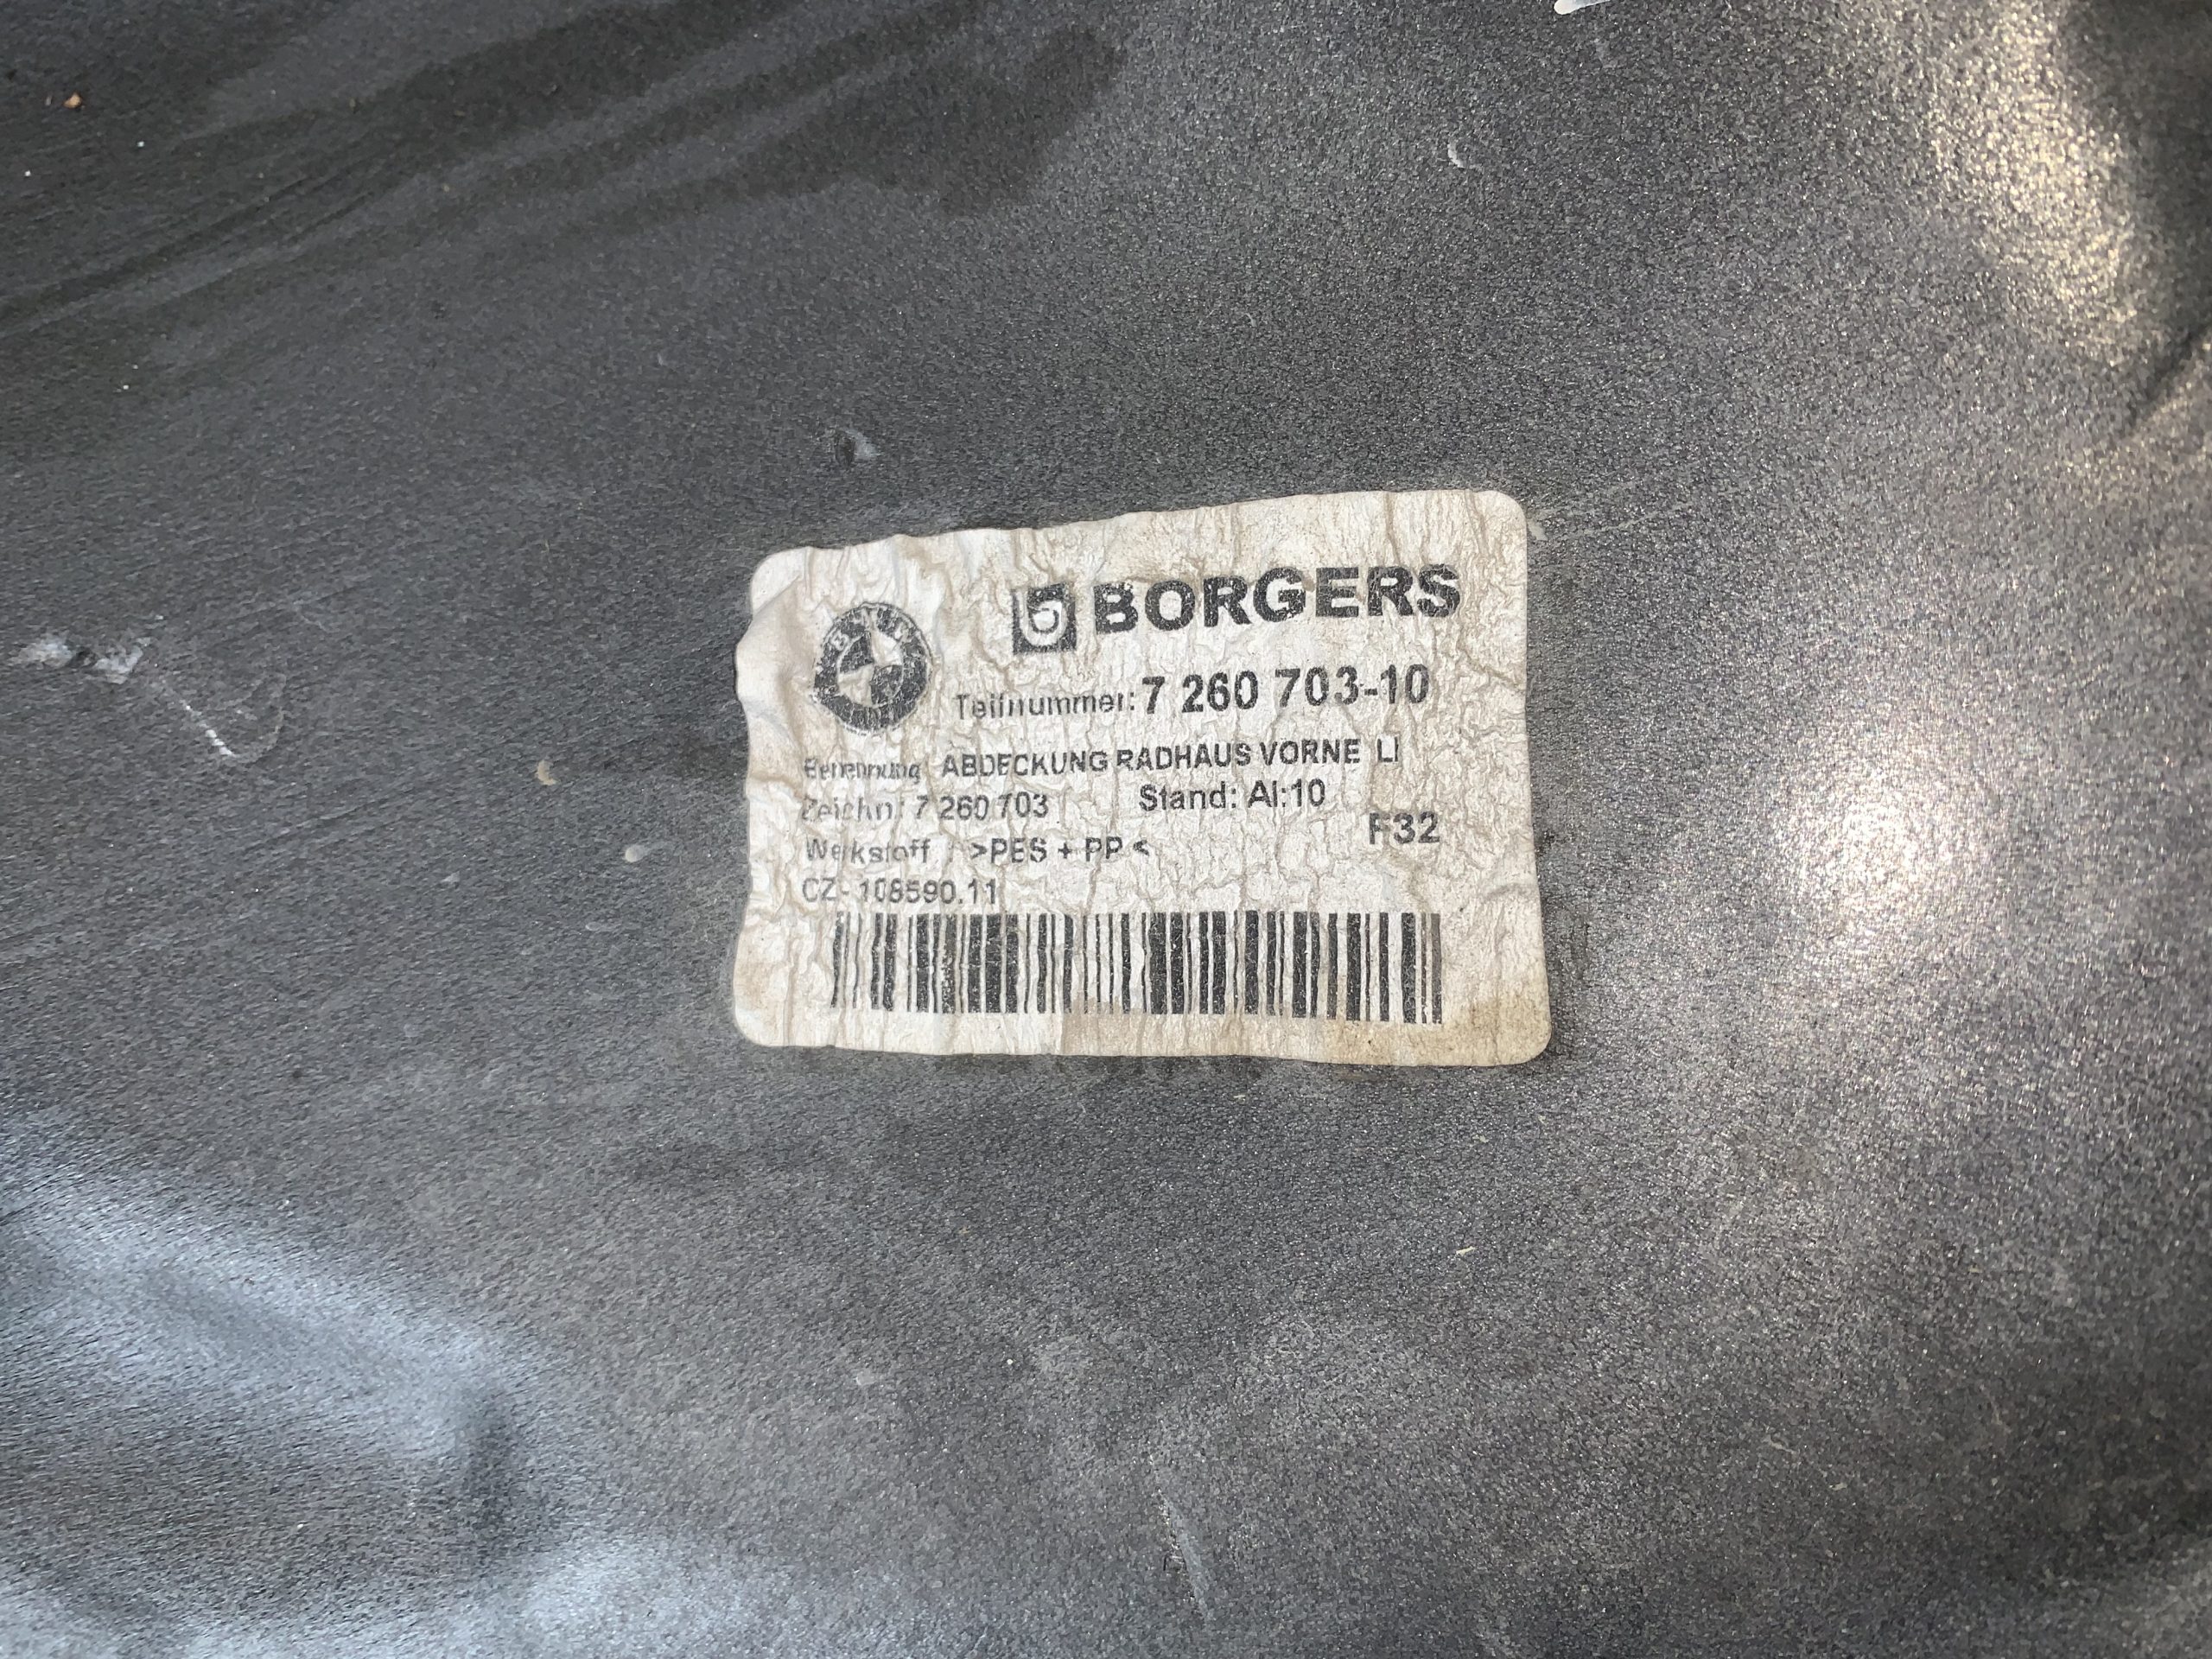 BMW
BORGERS
Teilnummer: 7 260 703-10
Benennung: ABDECKUNG RADHAUS VORNE LI
Zeichn: 7 260 703 Stand: AI:10
F32
Werkstoff : >PES + PP <
CZ- 108590.11